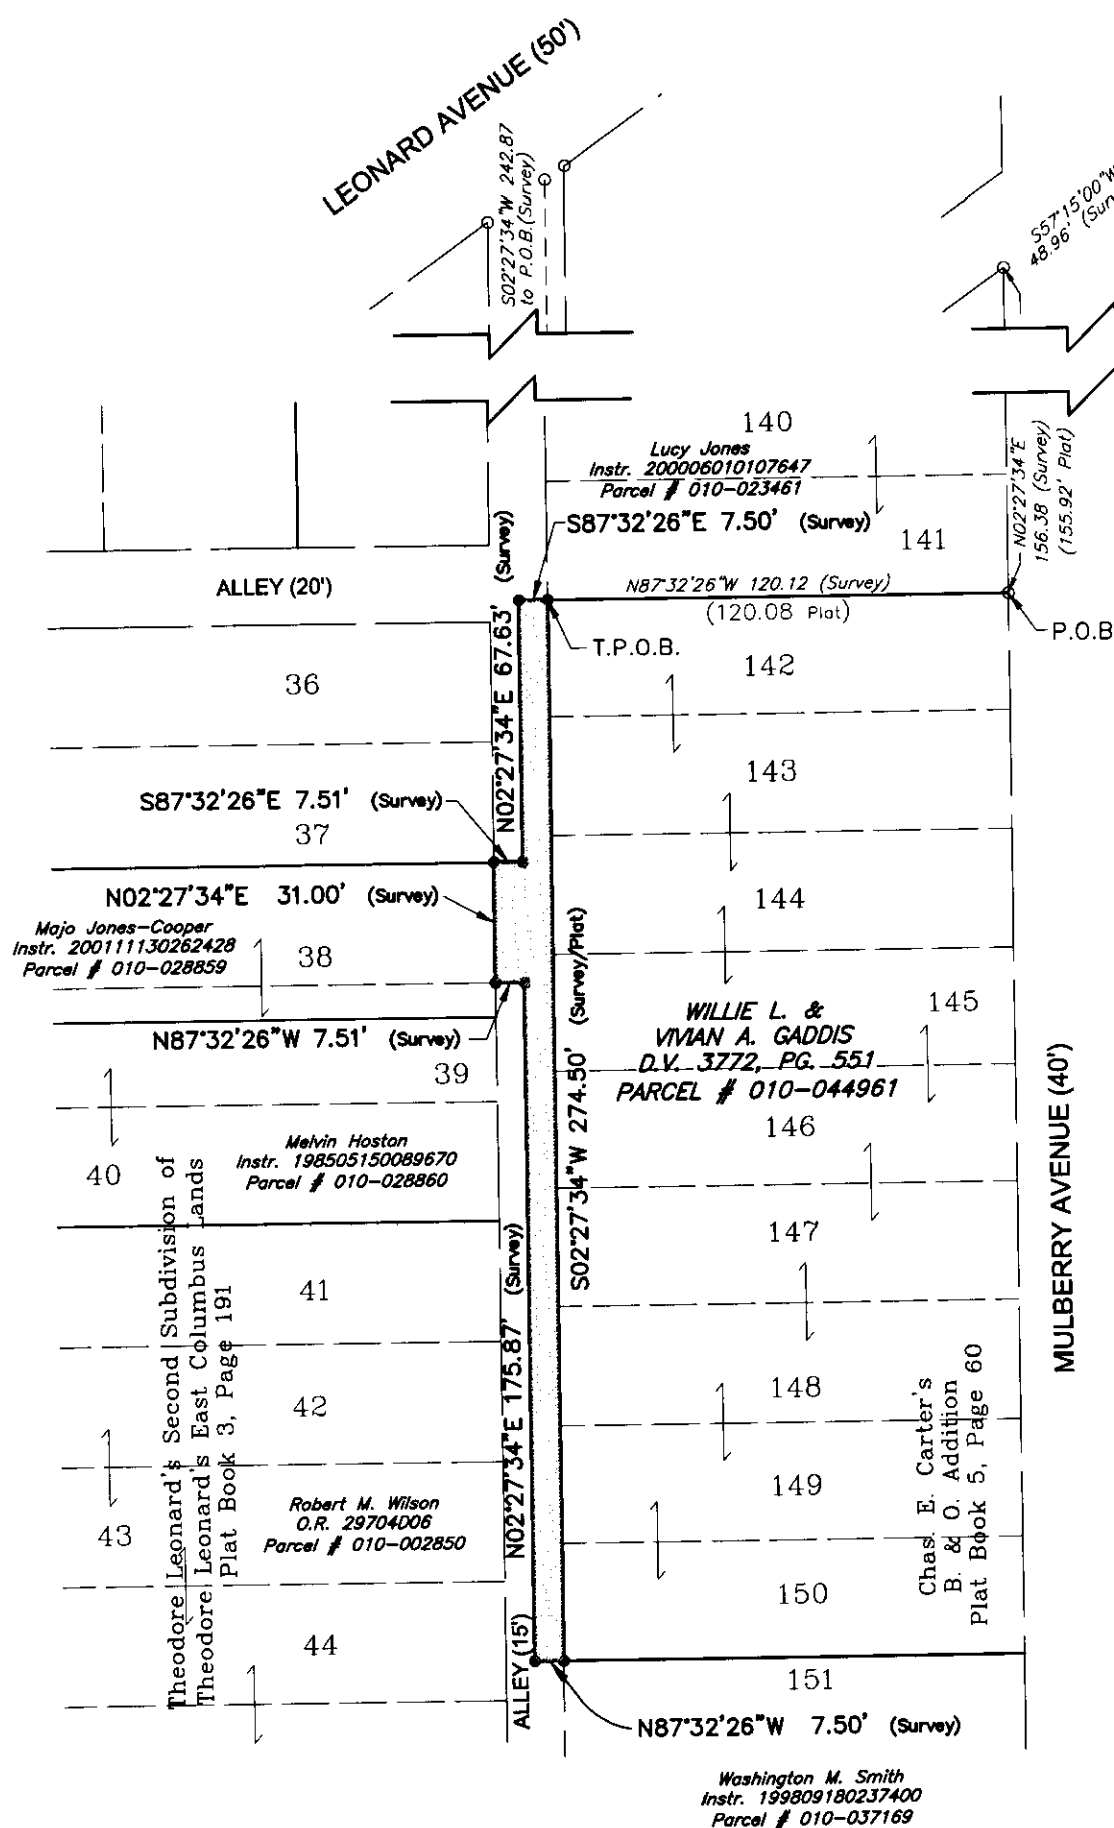 LEONARD AVENUE (50')
S02°27'34"W 242.87
to P.O.B.(Survey)
S57°15'00"W
48.96' (Surv
140
Lucy Jones
Instr. 200006010107647
Parcel # 010-023461
N02°27'34"E
156.38 (Survey)
(155.92' Plat)
S87°32'26"E 7.50' (Survey)
141
ALLEY (20')
N87°32'26"W 120.12 (Survey)
(120.08 Plat)
P.O.B
T.P.O.B.
N02°27'34"E 67.63' (Survey)
36
142
143
S87°32'26"E 7.51' (Survey)
37
N02°27'34"E 31.00' (Survey)
144
Majo Jones-Cooper
Instr. 200111130262428
Parcel # 010-028859
38
S02°27'34"W 274.50' (Survey/Plat)
WILLIE L. &
VIVIAN A. GADDIS
D.V. 3772, PG. 551
PARCEL # 010-044961
145
N87°32'26"W 7.51' (Survey)
39
146
MULBERRY AVENUE (40')
Melvin Hoston
Instr. 198505150089670
Parcel # 010-028860
40
Theodore Leonard's Second Subdivision of
Theodore Leonard's East Columbus Lands
Plat Book 3, Page 191
147
41
N02°27'34"E 175.87' (Survey)
148
42
Chas. E. Carter's
B. & O. Addition
Plat Book 5, Page 60
149
Robert M. Wilson
O.R. 29704D06
Parcel # 010-002850
43
150
44
ALLEY (15')
151
N87°32'26"W 7.50' (Survey)
Washington M. Smith
Instr. 199809180237400
Parcel # 010-037169